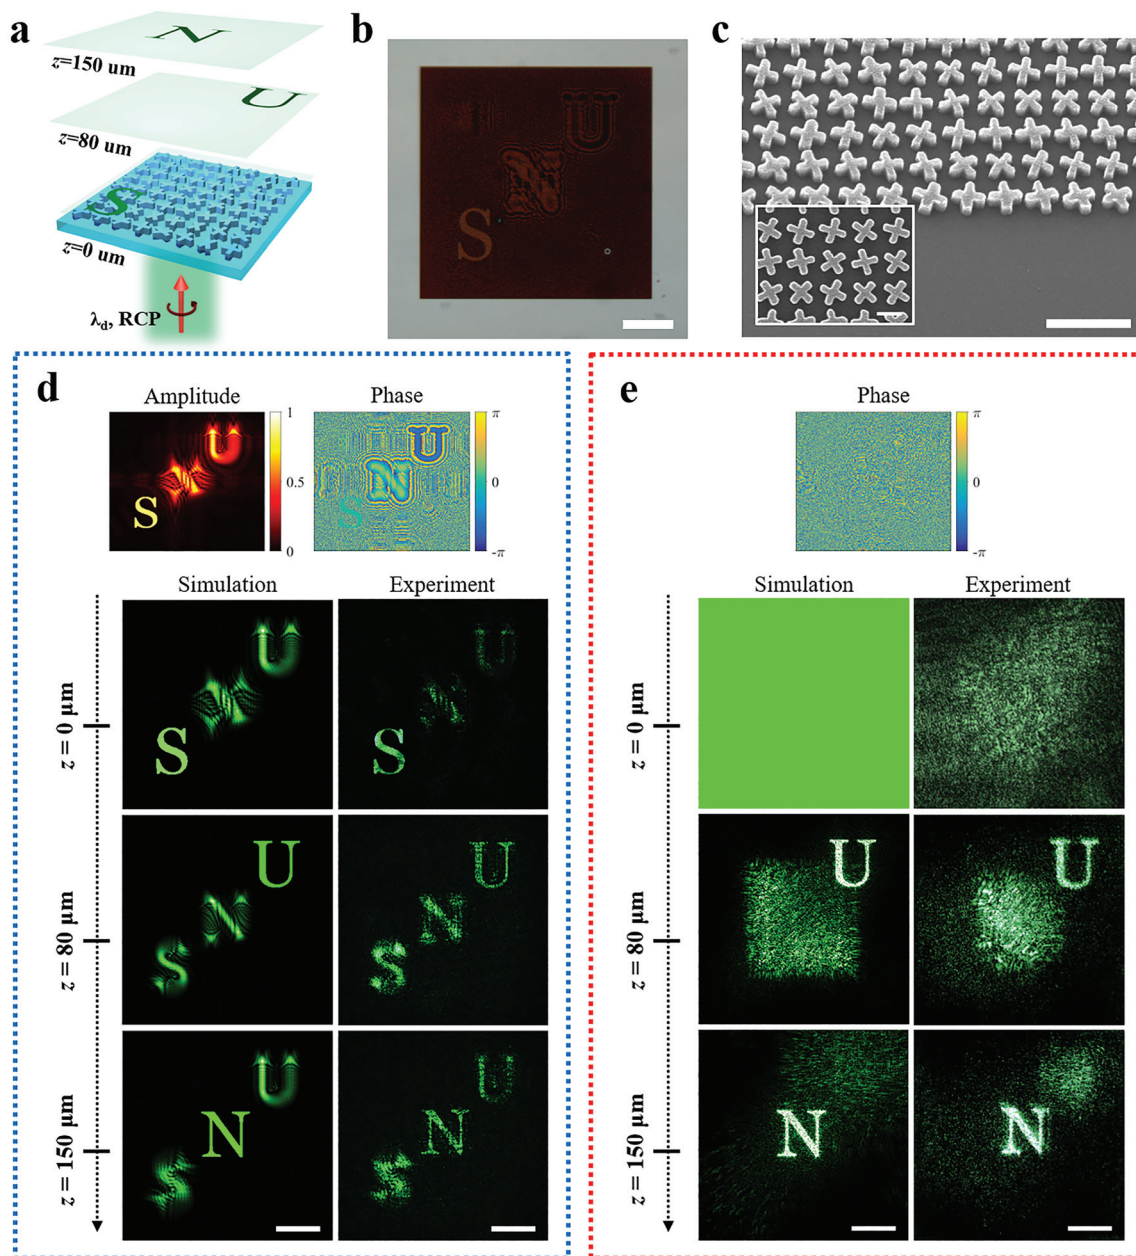 a
N
z=150 um
U
z=80 um
S
z=0 um
λd, RCP
b
U
N
S
c
d
Amplitude
Phase
U
N
S
1
0.5
0
U
N
S
π
0
-π
Simulation
Experiment
z = 0 μm
U
N
S
U
N
S
z = 80 μm
U
N
S
U
N
S
z = 150 μm
U
N
S
U
N
S
e
Phase
π
0
-π
Simulation
Experiment
z = 0 μm
z = 80 μm
U
U
z = 150 μm
N
N